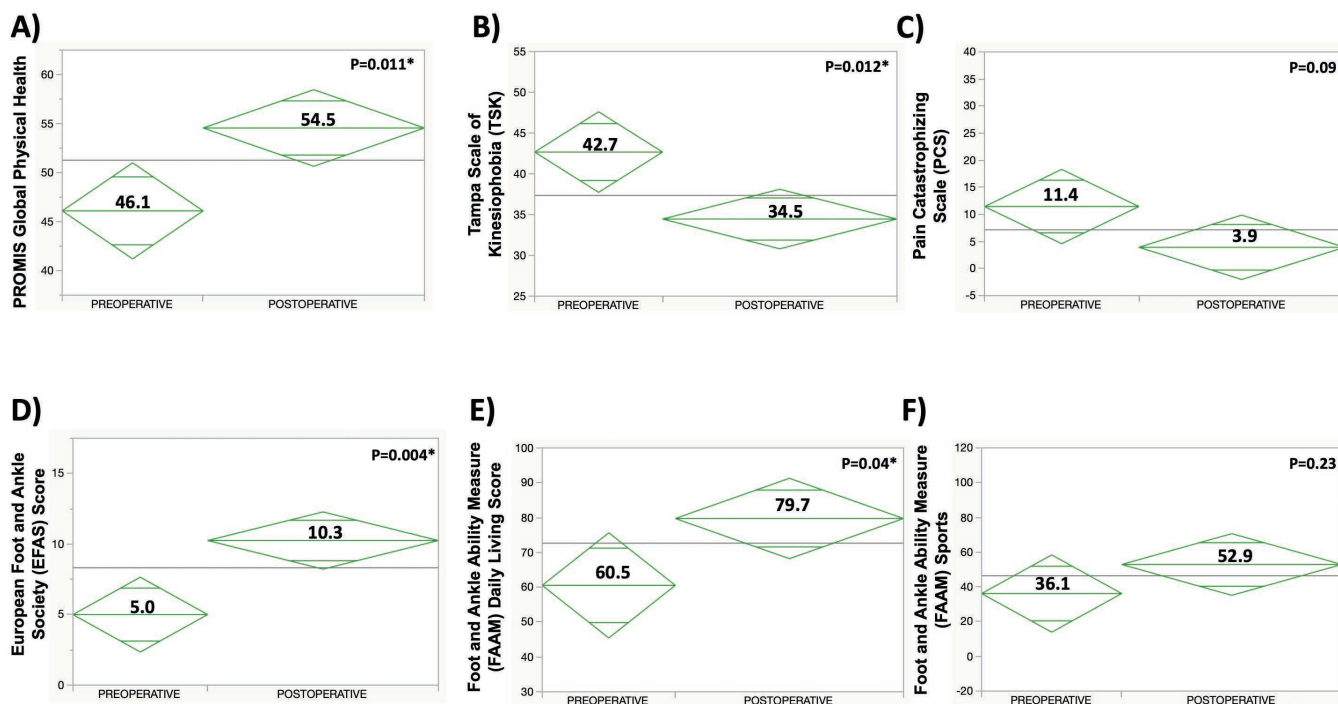 A)
PROMIS Global Physical Health
60
55
50
45
40
P=0.011*
46.1
54.5
PREOPERATIVE
POSTOPERATIVE
B)
Tampa Scale of
Kinesiophobia (TSK)
55
50
45
40
35
30
25
P=0.012*
42.7
34.5
PREOPERATIVE
POSTOPERATIVE
C)
Pain Catastrophizing
Scale (PCS)
40
35
30
25
20
15
10
5
0
-5
P=0.09
11.4
3.9
PREOPERATIVE
POSTOPERATIVE
D)
European Foot and Ankle
Society (EFAS) Score
15
10
5
0
P=0.004*
5.0
10.3
PREOPERATIVE
POSTOPERATIVE
E)
Foot and Ankle Ability Measure
(FAAM) Daily Living Score
100
90
80
70
60
50
40
30
P=0.04*
60.5
79.7
PREOPERATIVE
POSTOPERATIVE
F)
Foot and Ankle Ability Measure
(FAAM) Sports
120
100
80
60
40
20
0
-20
P=0.23
36.1
52.9
PREOPERATIVE
POSTOPERATIVE